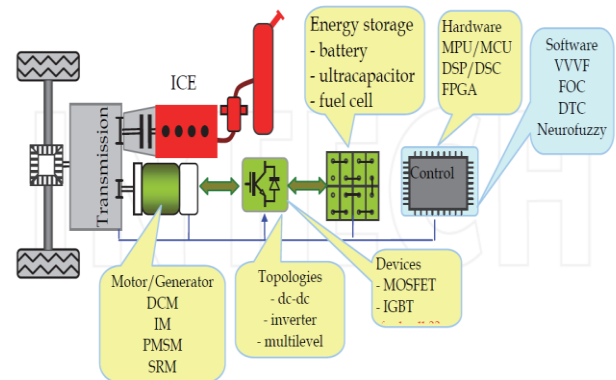 Energy storage
- battery
- ultracapacitor
- fuel cell
Hardware
MPU/MCU
DSP/DSC
FPGA
Software
VVVF
FOC
DTC
Neurofuzzy
ICE
Transmission
Control
Motor/Generator
DCM
IM
PMSM
SRM
Topologies
- dc-dc
- inverter
- multilevel
Devices
- MOSFET
- IGBT